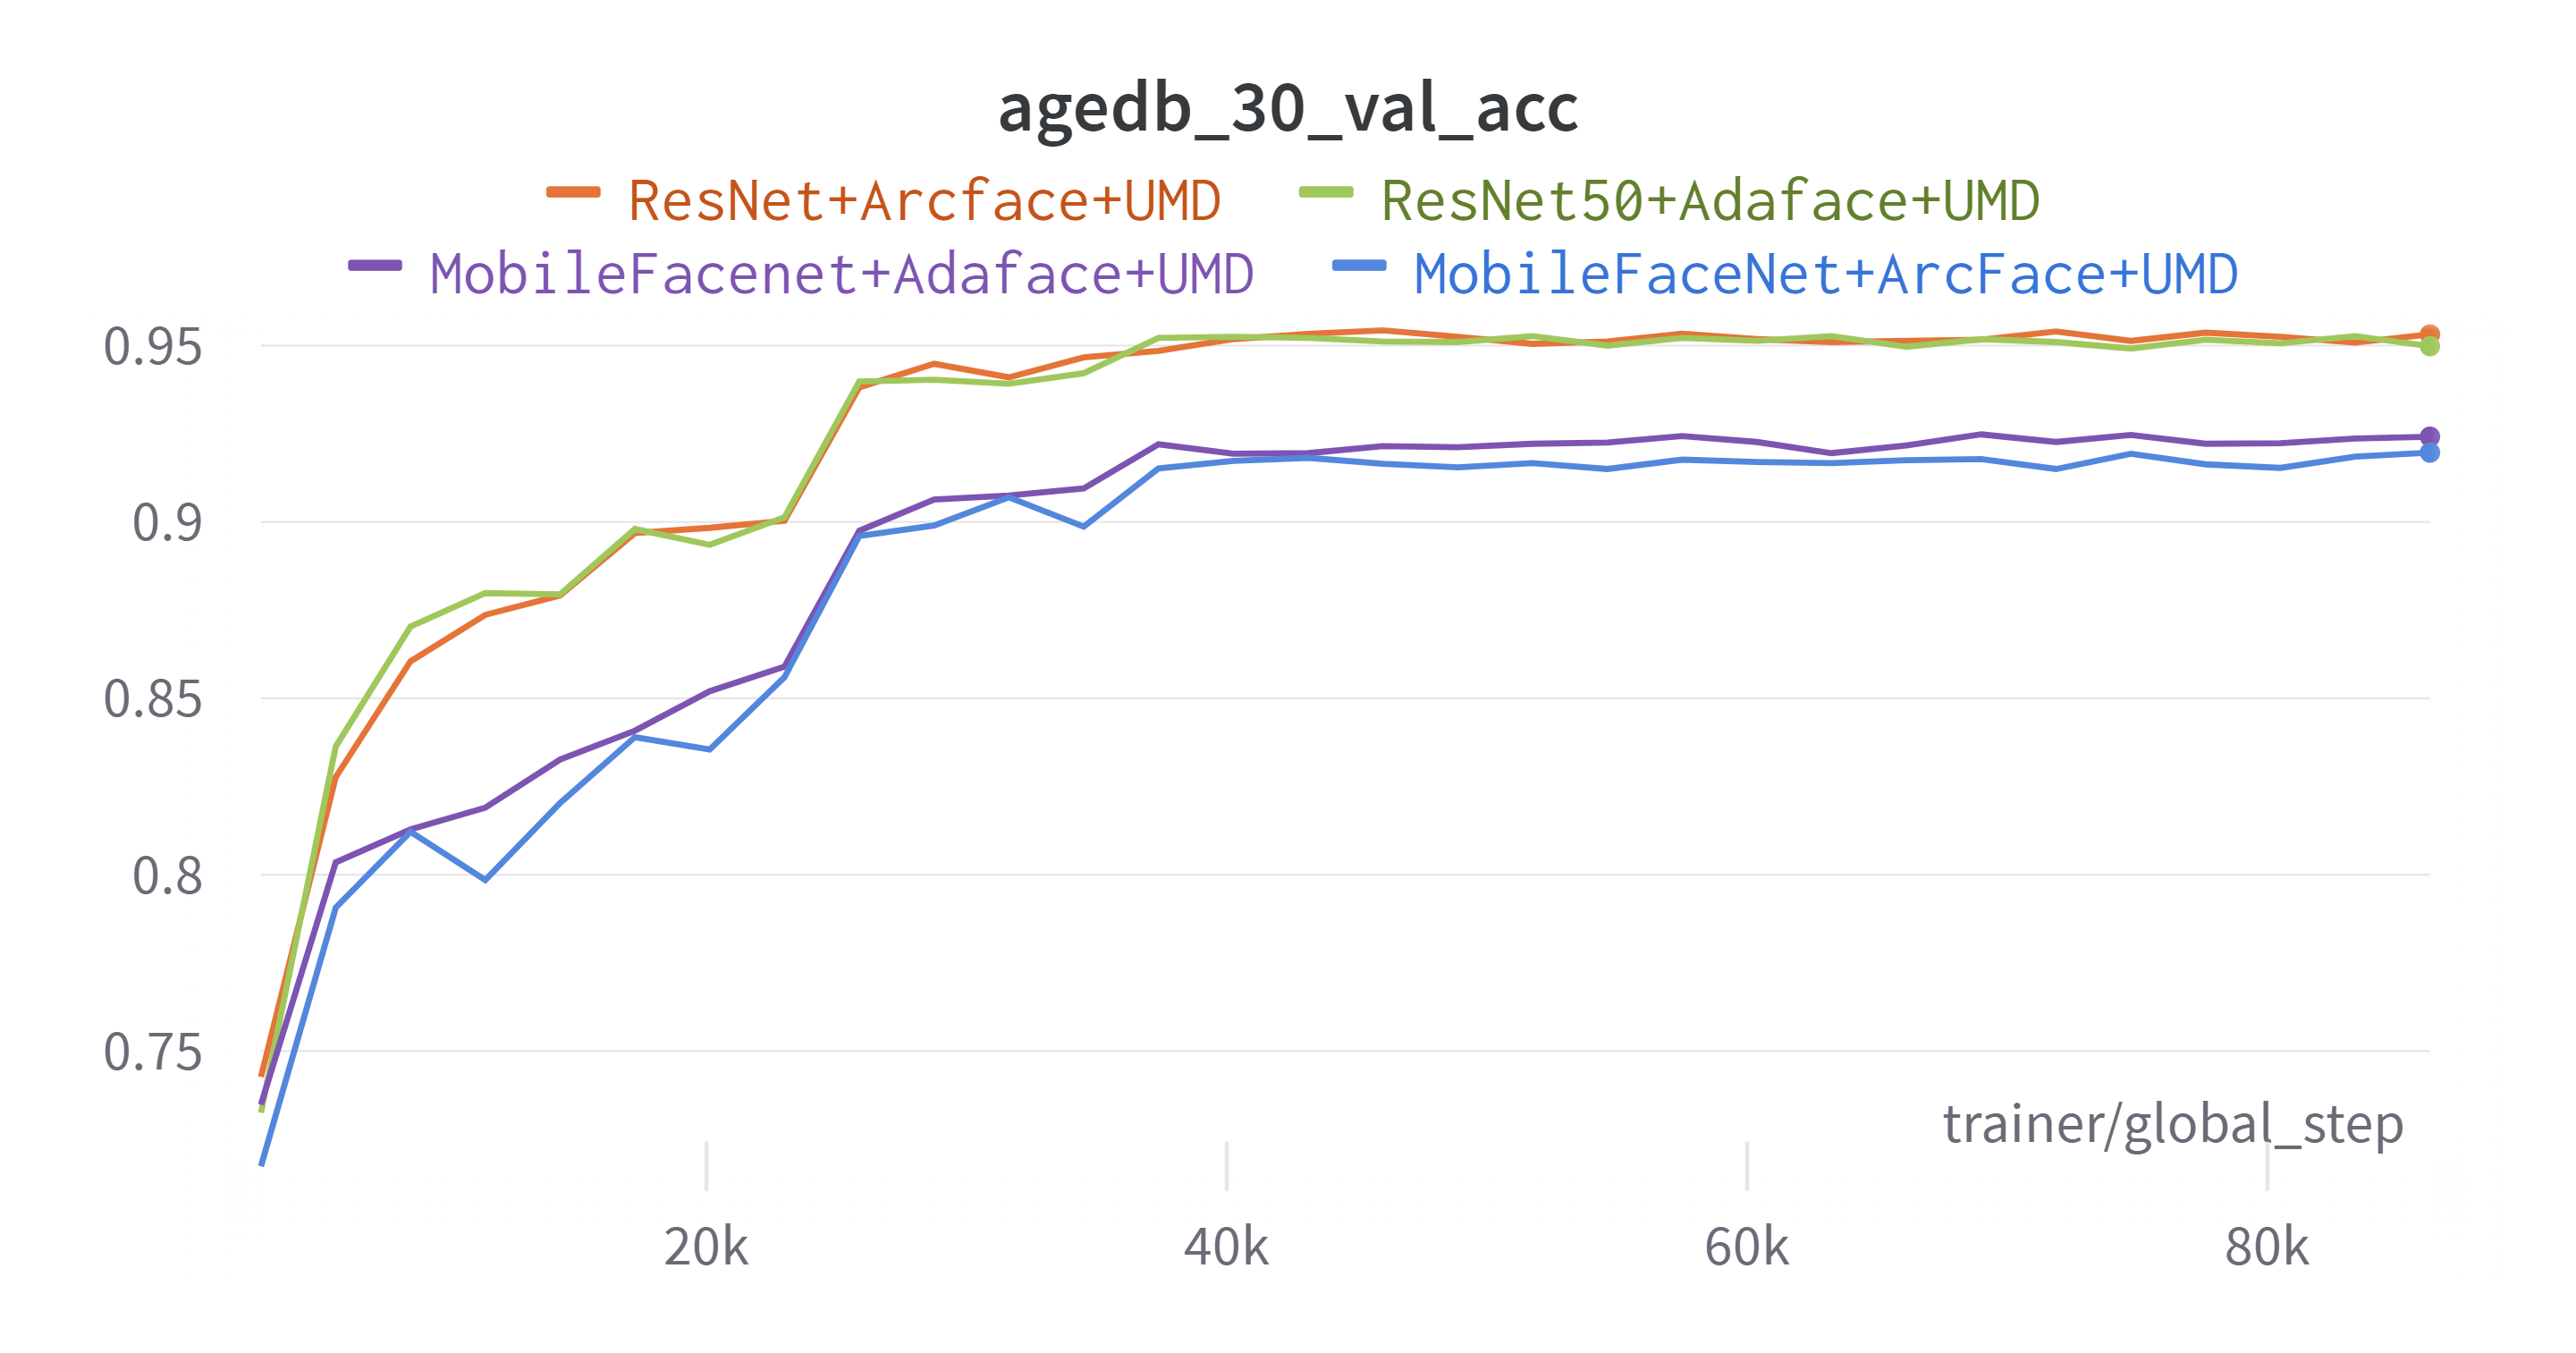 agedb_30_val_acc
ResNet+Arcface+UMD ResNet50+Adaface+UMD
MobileFacenet+Adaface+UMD MobileFaceNet+ArcFace+UMD
0.95
0.9
0.85
0.8
0.75
trainer/global_step
20k 40k 60k 80k